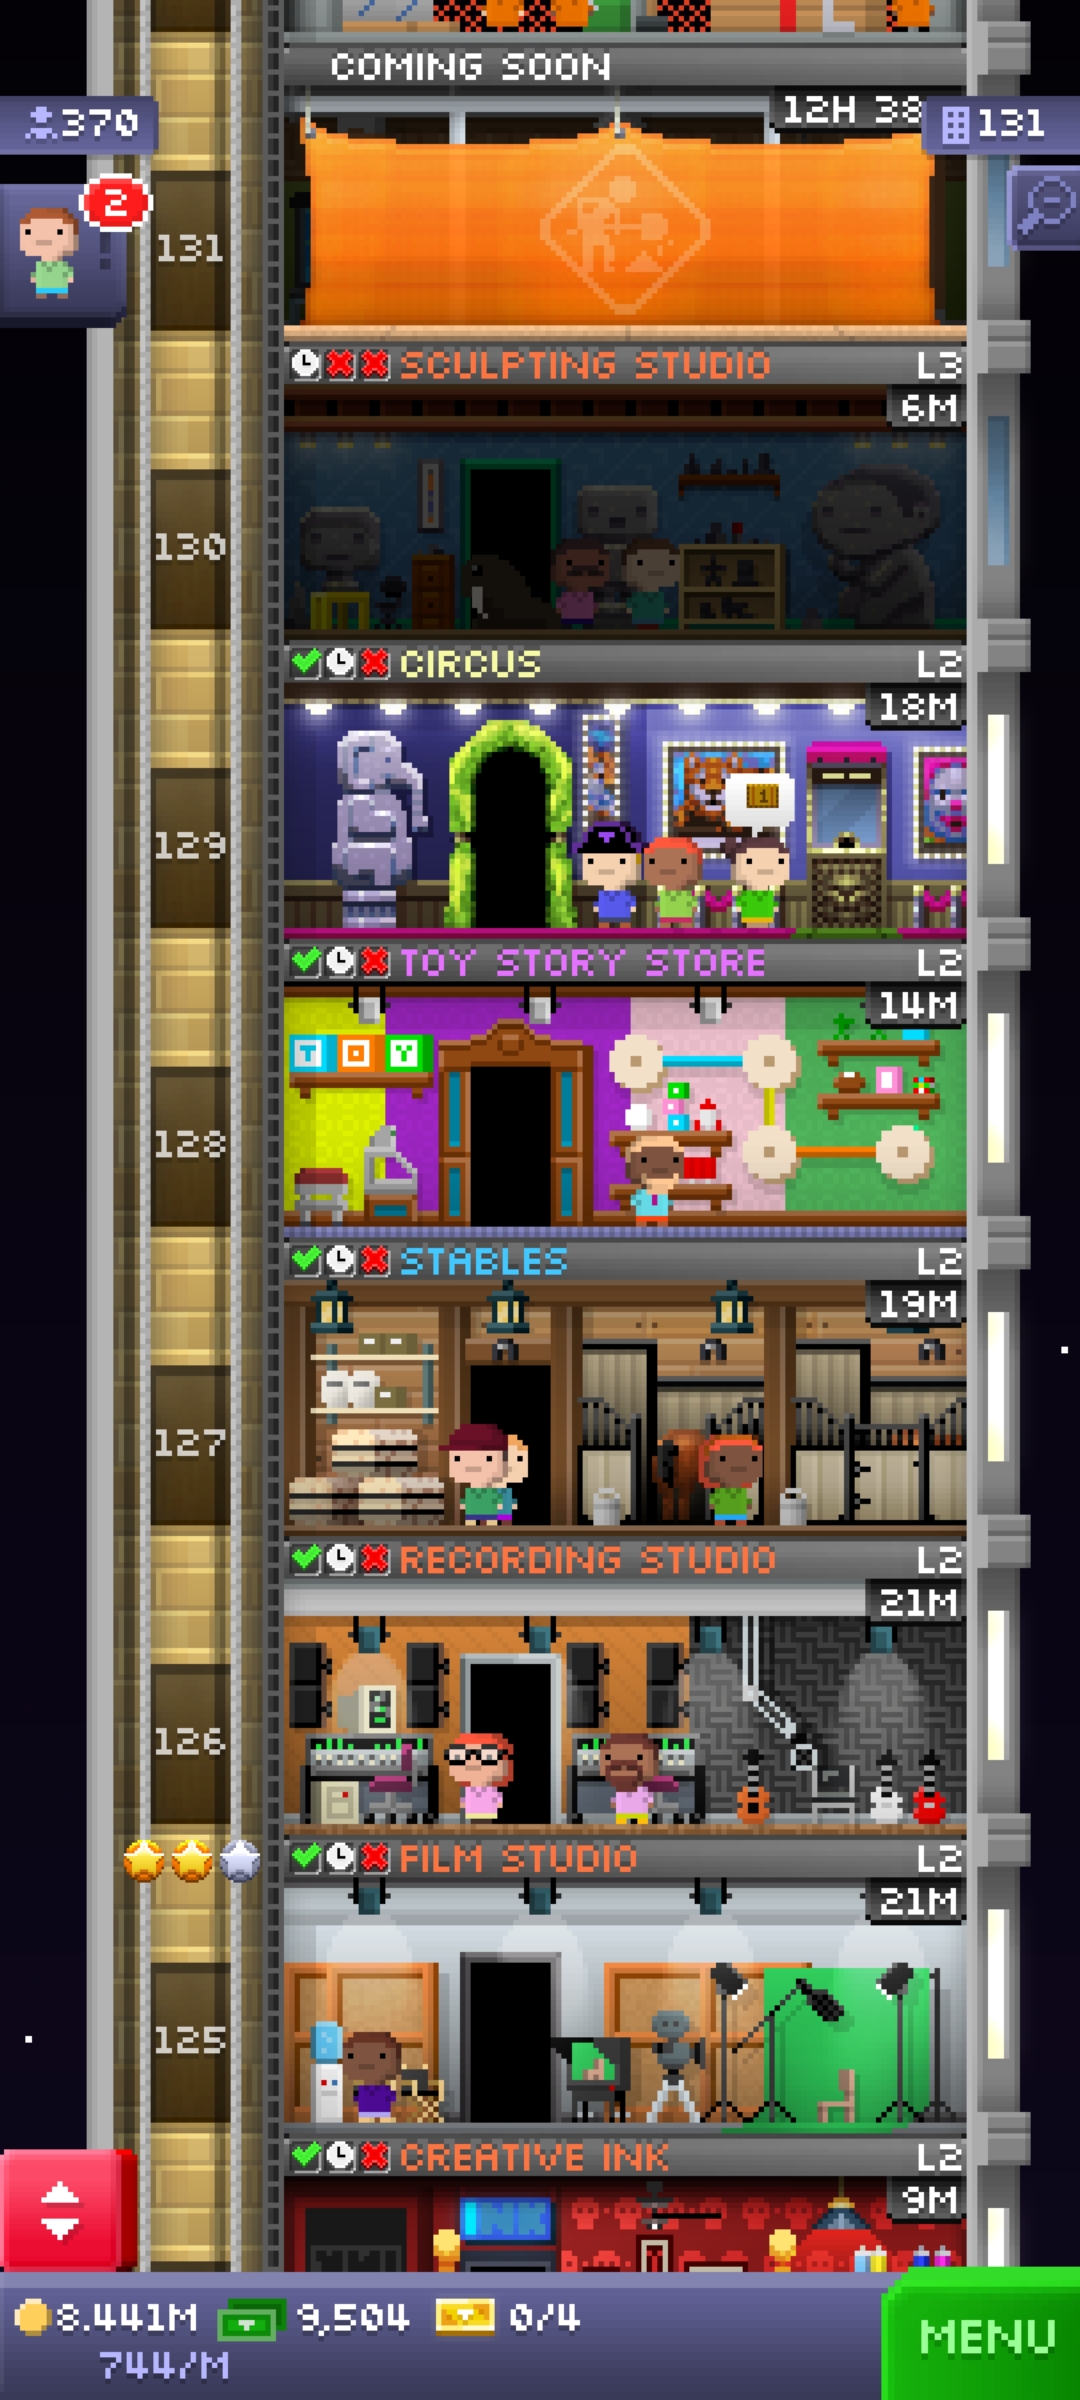 COMING SOON
12H 38
370
131
2
131
SCULPTING STUDIO L3
6M
130
CIRCUS L2
18M
1
129
TOY STORY STORE L2
14M
T O Y
128
STABLES L2
19M
127
RECORDING STUDIO L2
21M
126
FILM STUDIO L2
21M
125
CREATIVE INK L2
9M
INK
8.441M 9,504 0/4
744/M
MENU